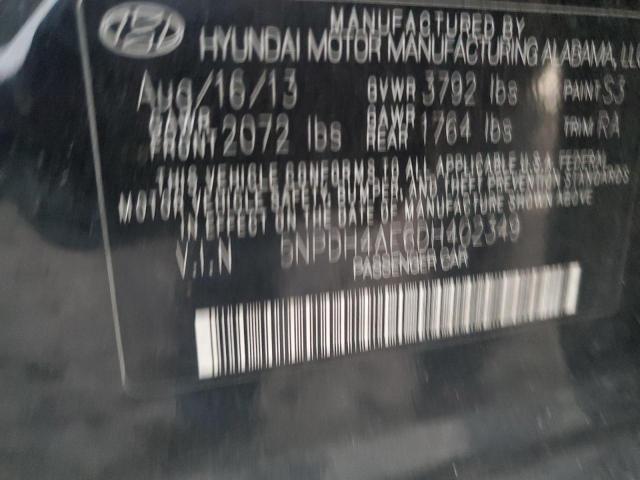 MANUFACTURED BY
HYUNDAI MOTOR MANUFACTURING ALABAMA, LLC
Aug/16/13 GVWR 3792 lbs PAINT S3
GAWR FRONT 2072 lbs GAWR REAR 1764 lbs TRIM RA
THIS VEHICLE CONFORMS TO ALL APPLICABLE U.S.A. FEDERAL
MOTOR VEHICLE SAFETY, BUMPER, AND THEFT PREVENTION STANDARDS
IN EFFECT ON THE DATE OF MANUFACTURE SHOWN ABOVE
V.I.N 5NPDH4AE6DH402349
PASSENGER CAR